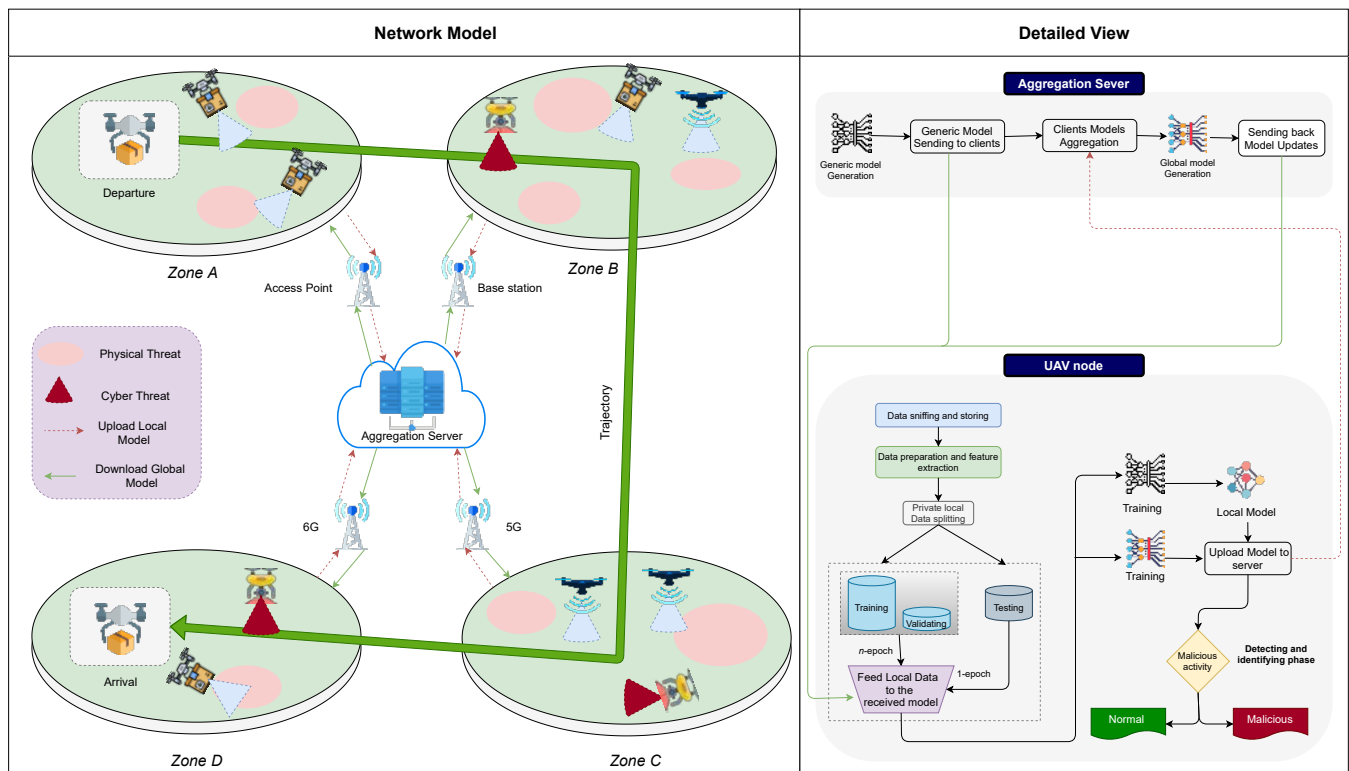 Network Model
Departure
Zone A
Zone B
Access Point
Base station
Physical Threat
Cyber Threat
Upload Local
Model
Download Global
Model
Aggregation Server
Trajectory
6G
5G
Arrival
Zone D
Zone C
Detailed View
Aggregation Sever
Generic model
Generation
Generic Model
Sending to clients
Clients Models
Aggregation
Global model
Generation
Sending back
Model Updates
UAV node
Data sniffing and storing
Data preparation and feature
extraction
Private local
Data splitting
Training
Validating
Testing
n-epoch
1-epoch
Feed Local Data
to the
received model
Training
Local Model
Training
Upload Model to
server
Malicious
activity
Detecting and
identifying phase
Normal
Malicious